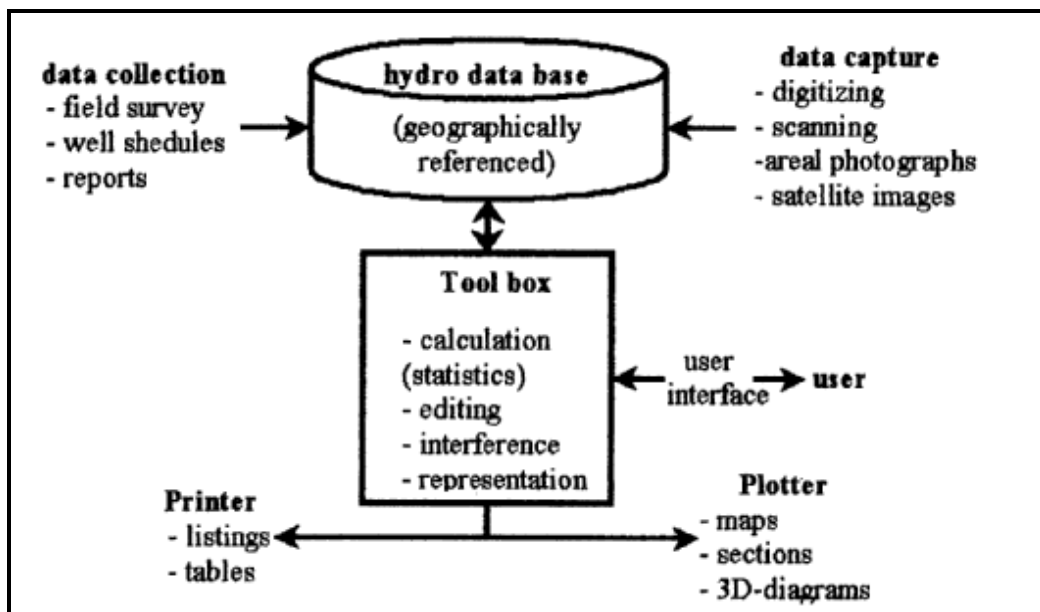 data collection
- field survey
- well shedules
- reports
hydro data base
(geographically
referenced)
data capture
- digitizing
- scanning
-areal photographs
- satellite images
Tool box
- calculation
(statistics)
- editing
- interference
- representation
user
interface
user
Printer
- listings
- tables
Plotter
- maps
- sections
- 3D-diagrams